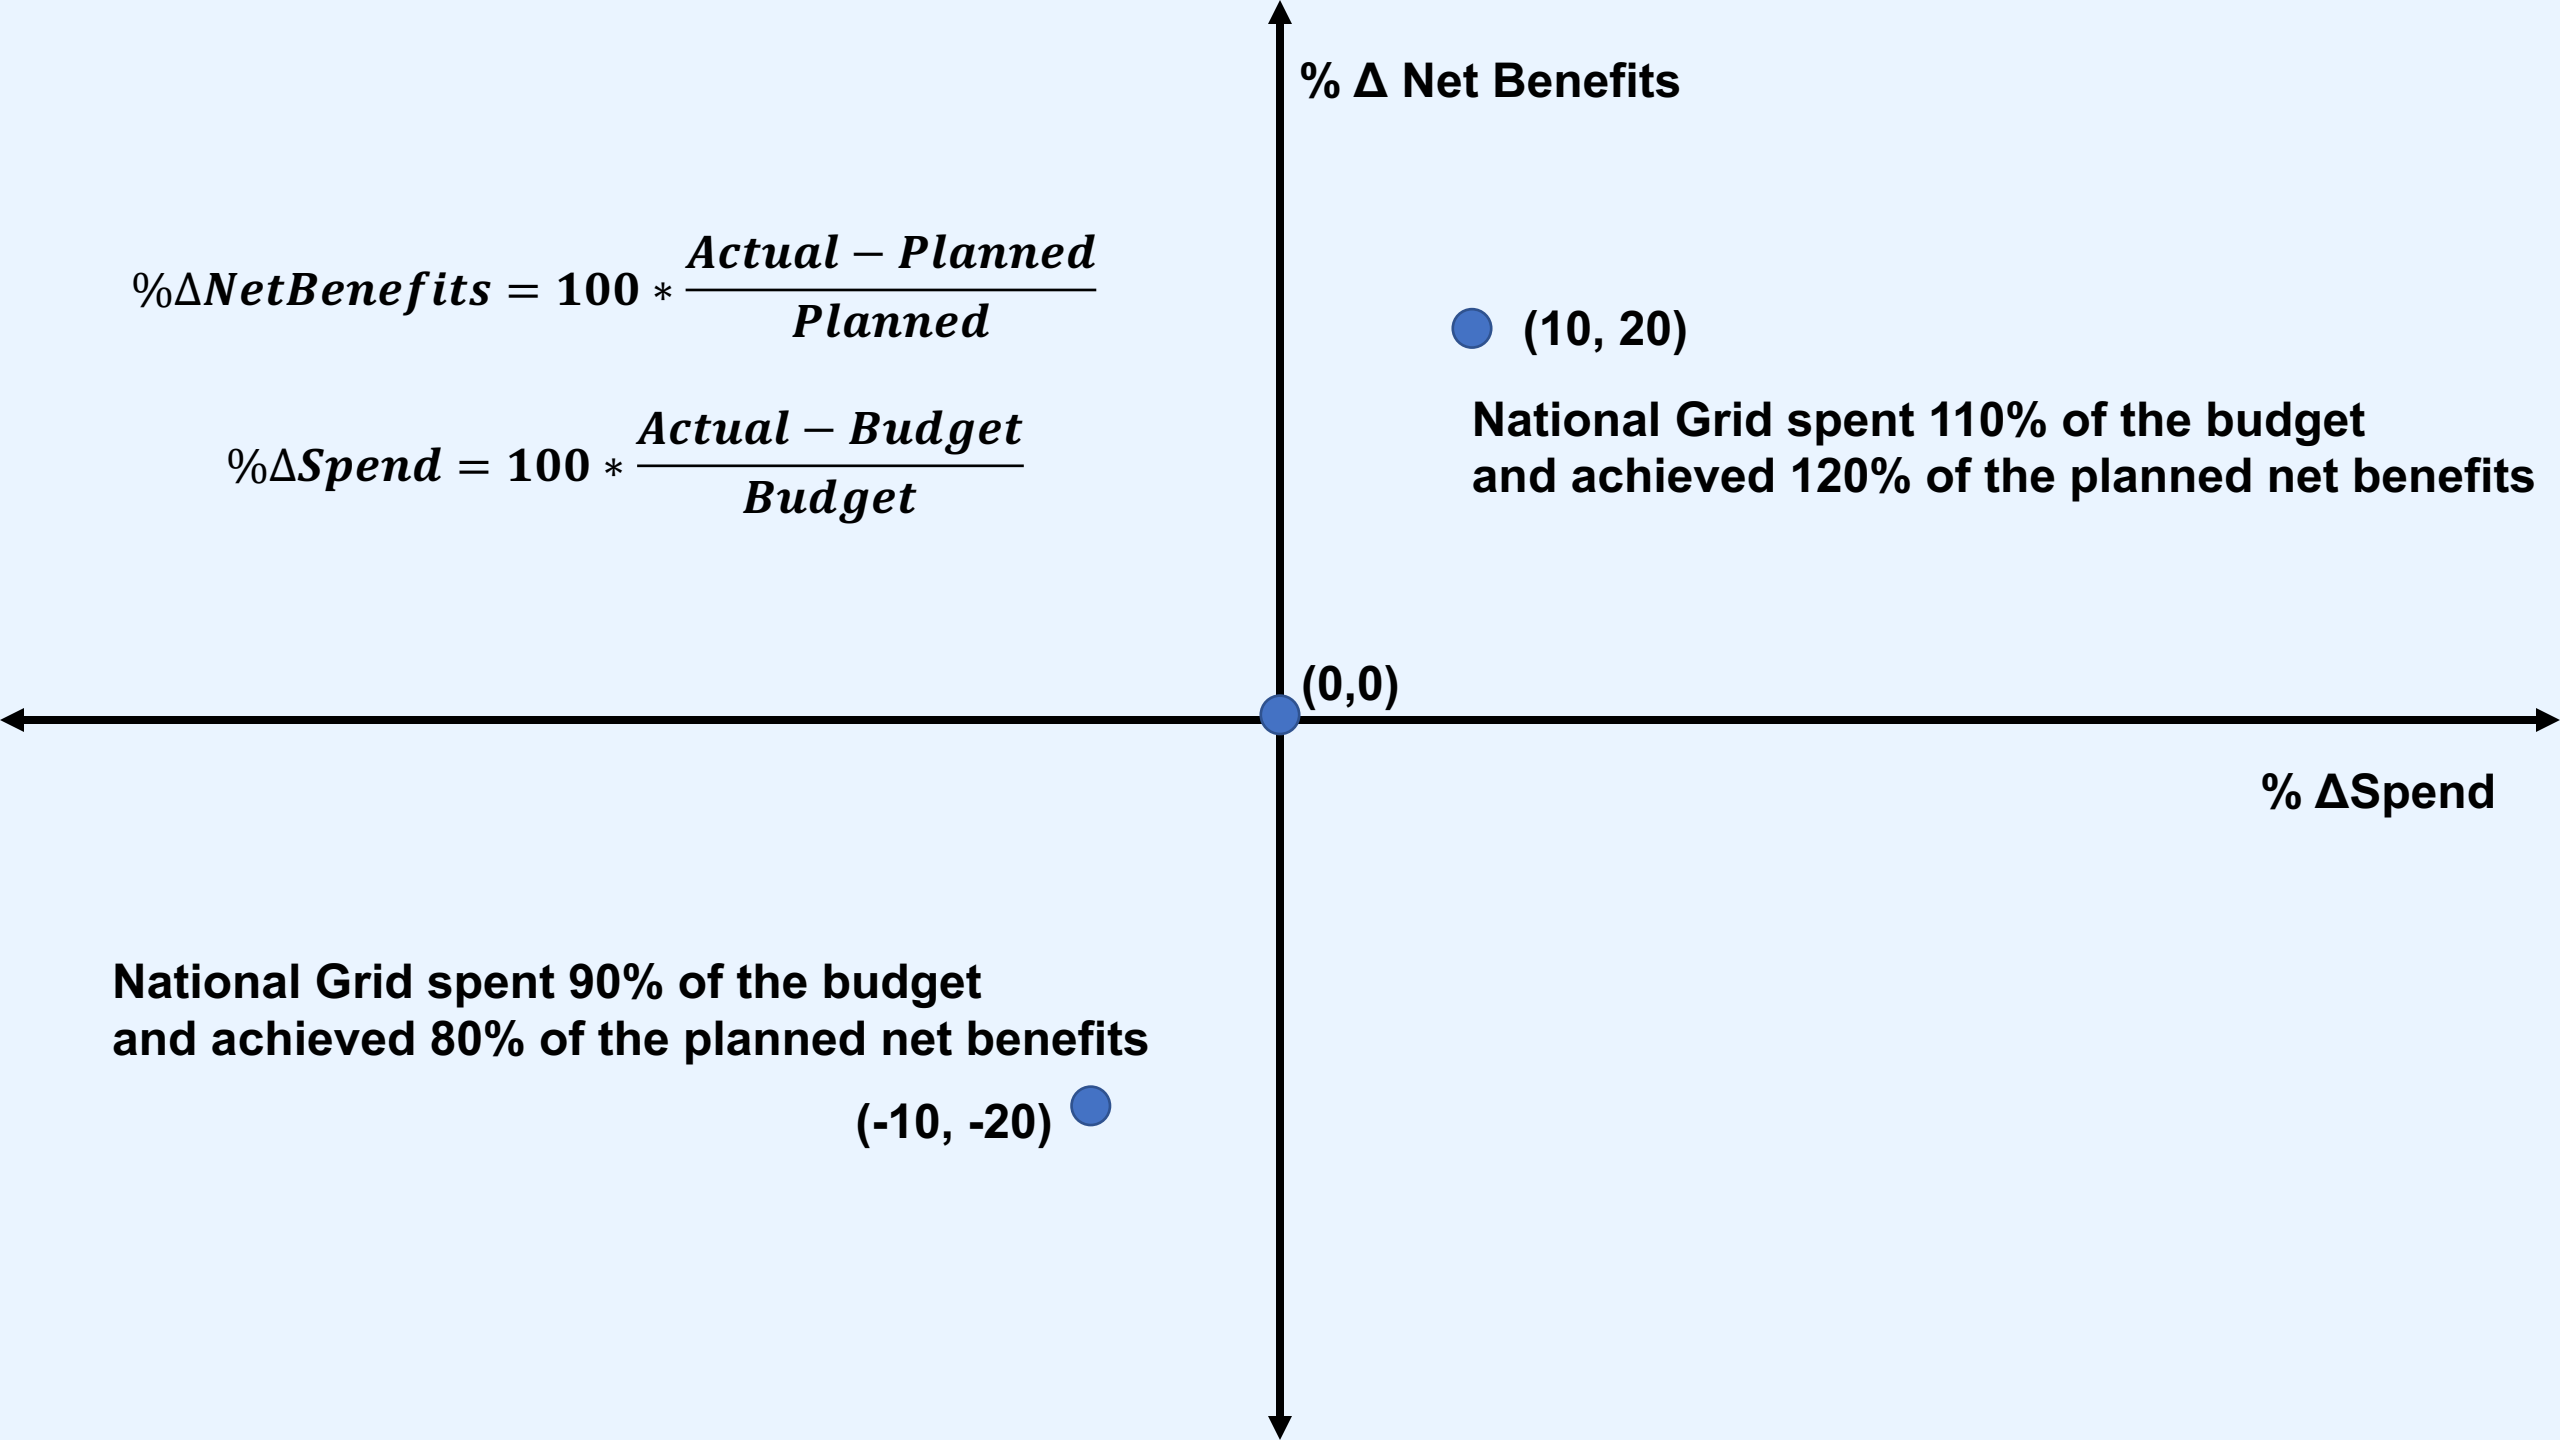 % Δ Net Benefits
%ΔNetBenefits = 100 * (Actual − Planned) / Planned
%ΔSpend = 100 * (Actual − Budget) / Budget
(10, 20)
National Grid spent 110% of the budget
and achieved 120% of the planned net benefits
(0,0)
% ΔSpend
National Grid spent 90% of the budget
and achieved 80% of the planned net benefits
(-10, -20)